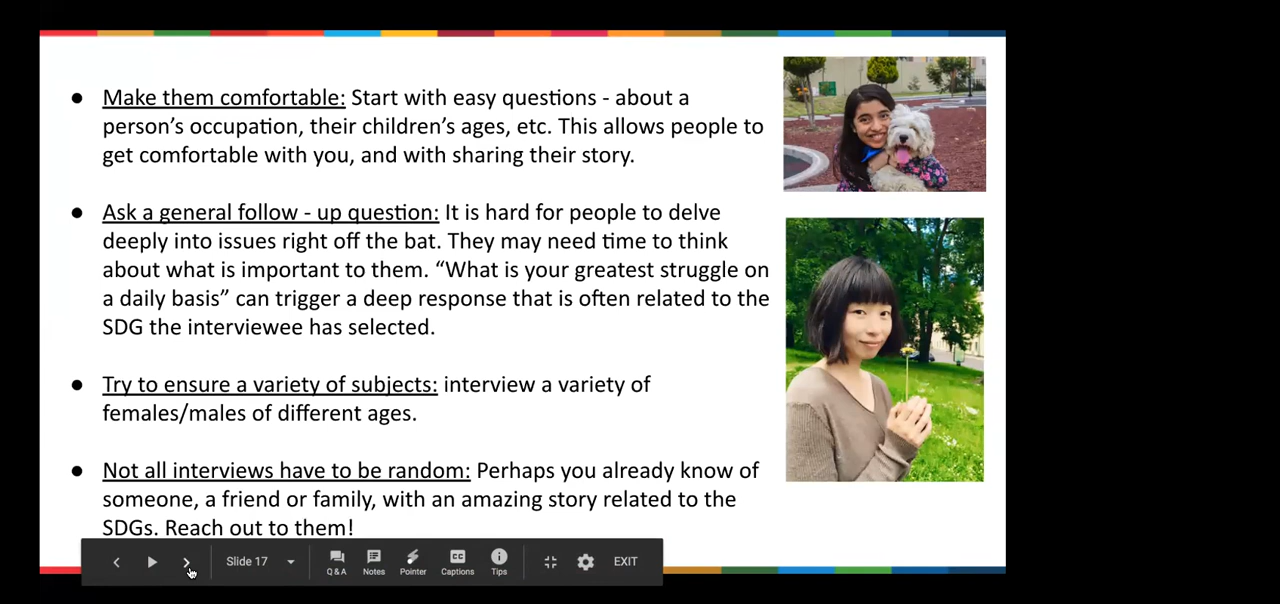 ● Make them comfortable: Start with easy questions - about a
person's occupation, their children's ages, etc. This allows people to
get comfortable with you, and with sharing their story.
● Ask a general follow - up question: It is hard for people to delve
deeply into issues right off the bat. They may need time to think
about what is important to them. “What is your greatest struggle on
a daily basis” can trigger a deep response that is often related to the
SDG the interviewee has selected.
● Try to ensure a variety of subjects: interview a variety of
females/males of different ages.
● Not all interviews have to be random: Perhaps you already know of
someone, a friend or family, with an amazing story related to the
SDGs. Reach out to them!
Slide 17
Q & A Notes Pointer Captions Tips EXIT